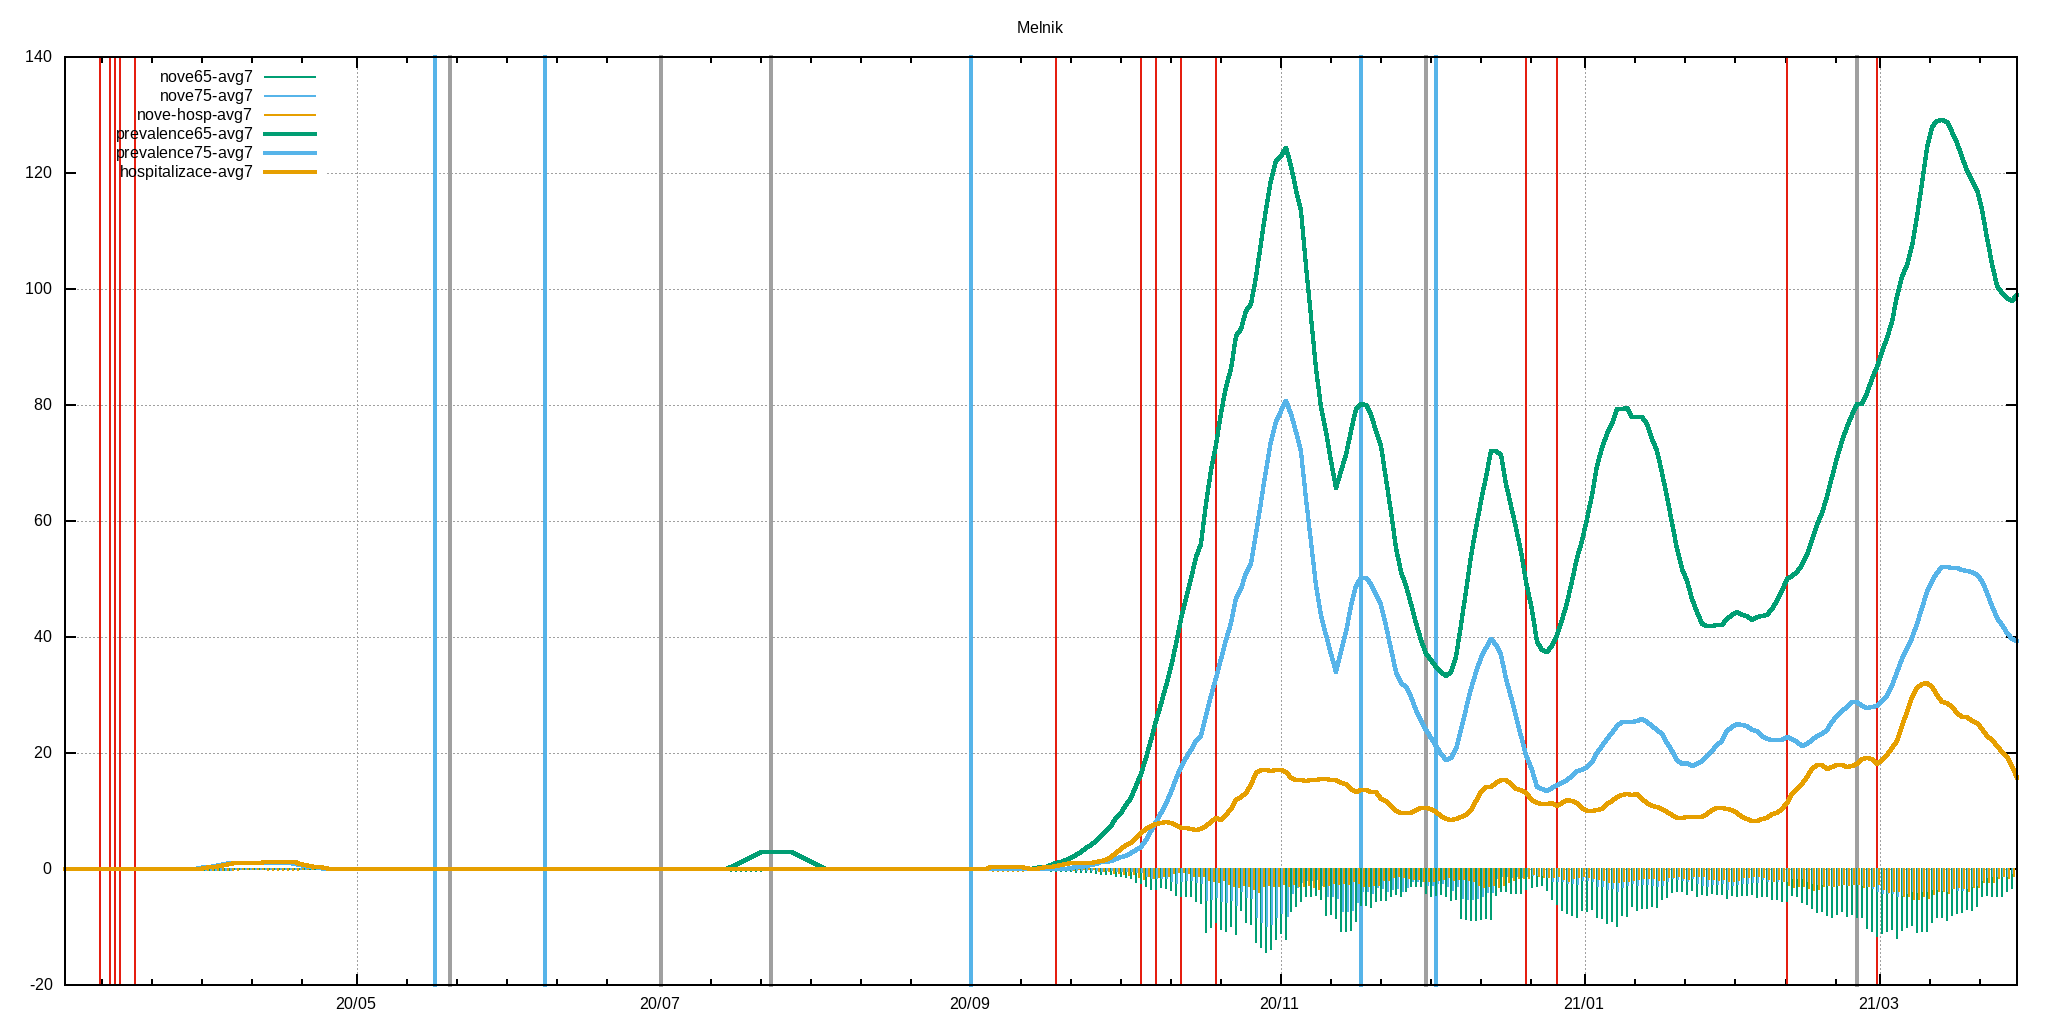 Melnik
140
120
100
80
60
40
20
0
-20
nove65-avg7
nove75-avg7
nove-hosp-avg7
prevalence65-avg7
prevalence75-avg7
hospitalizace-avg7
20/05
20/07
20/09
20/11
21/01
21/03